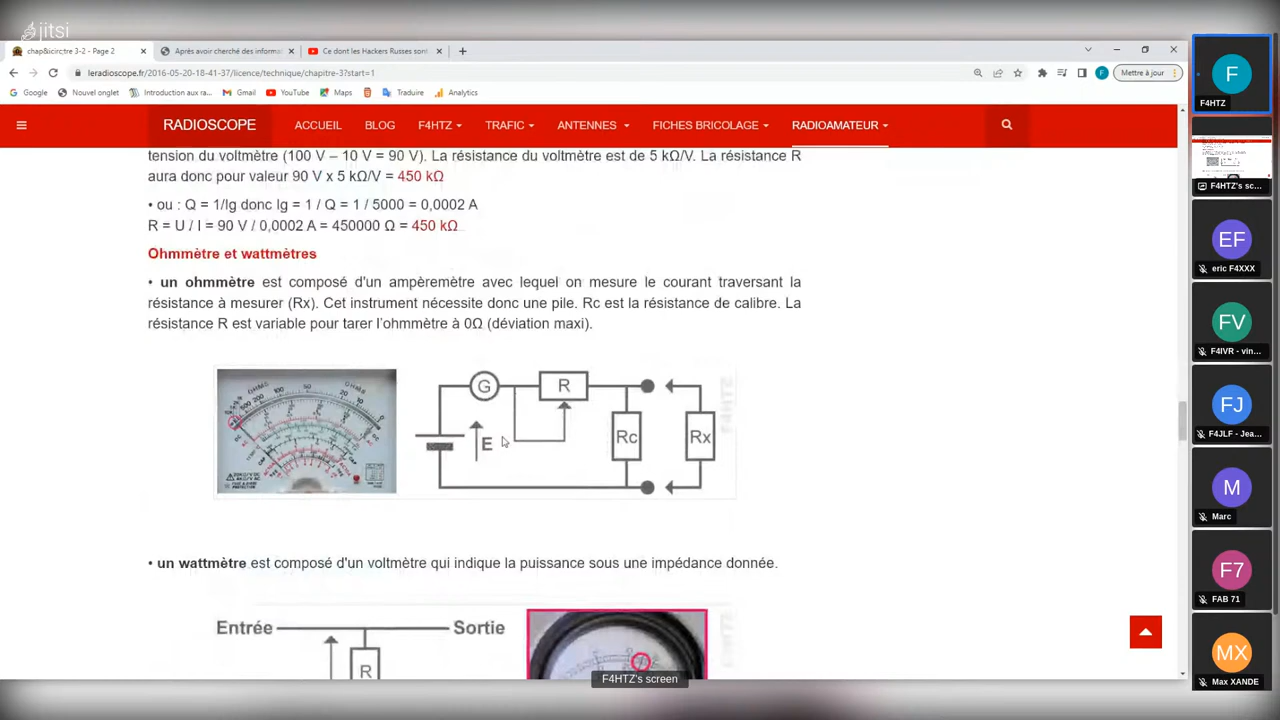 jitsi
chap&icirc;tre 3-2 - Page 2
Après avoir cherché des informat
Ce dont les Hackers Russes sont
leradioscope.fr/2016-05-20-18-41-37/licence/technique/chapitre-3?start=1
Mettre à jour
Google
Nouvel onglet
Introduction aux ra...
Gmail
YouTube
Maps
Traduire
Analytics
RADIOSCOPE
ACCUEIL
BLOG
F4HTZ
TRAFIC
ANTENNES
FICHES BRICOLAGE
RADIOAMATEUR
tension du voltmètre (100 V – 10 V = 90 V). La résistance du voltmètre est de 5 kΩ/V. La résistance R
aura donc pour valeur 90 V x 5 kΩ/V = 450 kΩ
• ou : Q = 1/Ig donc Ig = 1 / Q = 1 / 5000 = 0,0002 A
R = U / I = 90 V / 0,0002 A = 450000 Ω = 450 kΩ
Ohmmètre et wattmètres
• un ohmmètre est composé d'un ampèremètre avec lequel on mesure le courant traversant la
résistance à mesurer (Rx). Cet instrument nécessite donc une pile. Rc est la résistance de calibre. La
résistance R est variable pour tarer l'ohmmètre à 0Ω (déviation maxi).
OHMS
G
R
E
Rc
Rx
F4HTZ
• un wattmètre est composé d'un voltmètre qui indique la puissance sous une impédance donnée.
Entrée
Sortie
R
F4HTZ's screen
F
F4HTZ
F4HTZ's sc...
EF
eric F4XXX
FV
F4IVR - vin...
FJ
F4JLF - Jea...
M
Marc
F7
FAB 71
MX
Max XANDE